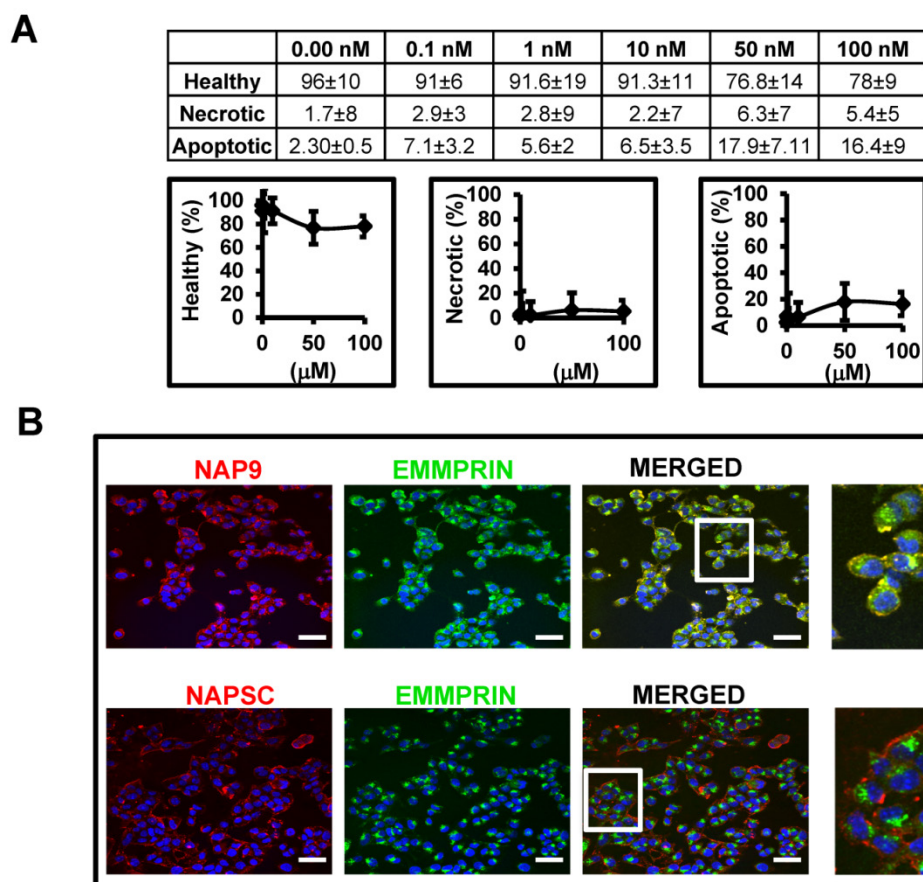 A
0.00 nM 0.1 nM 1 nM 10 nM 50 nM 100 nM
Healthy 96±10 91±6 91.6±19 91.3±11 76.8±14 78±9
Necrotic 1.7±8 2.9±3 2.8±9 2.2±7 6.3±7 5.4±5
Apoptotic 2.30±0.5 7.1±3.2 5.6±2 6.5±3.5 17.9±7.11 16.4±9
Healthy (%)
100
80
60
40
20
0
0 50 100
(µM)
Necrotic (%)
100
80
60
40
20
0
0 50 100
(µM)
Apoptotic (%)
100
80
60
40
20
0
0 50 100
(µM)
B
NAP9 EMMPRIN MERGED
NAPSC EMMPRIN MERGED